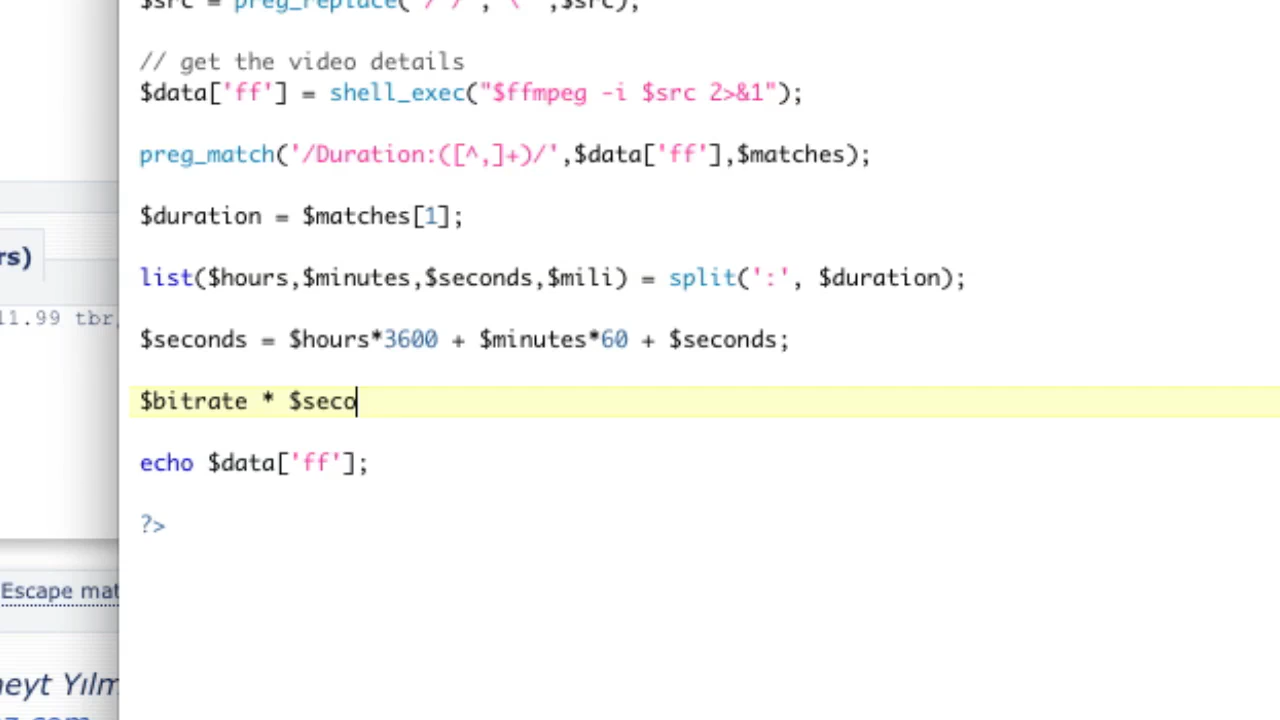 // get the video details
$data['ff'] = shell_exec("$ffmpeg -i $src 2>&1");
preg_match('/Duration:([^,]+)/',$data['ff'],$matches);
$duration = $matches[1];
rs)
list($hours,$minutes,$seconds,$mili) = split(':', $duration);
11.99 tbr,
$seconds = $hours*3600 + $minutes*60 + $seconds;
$bitrate * $seco
echo $data['ff'];
?>
Escape mat
neyt Yılm